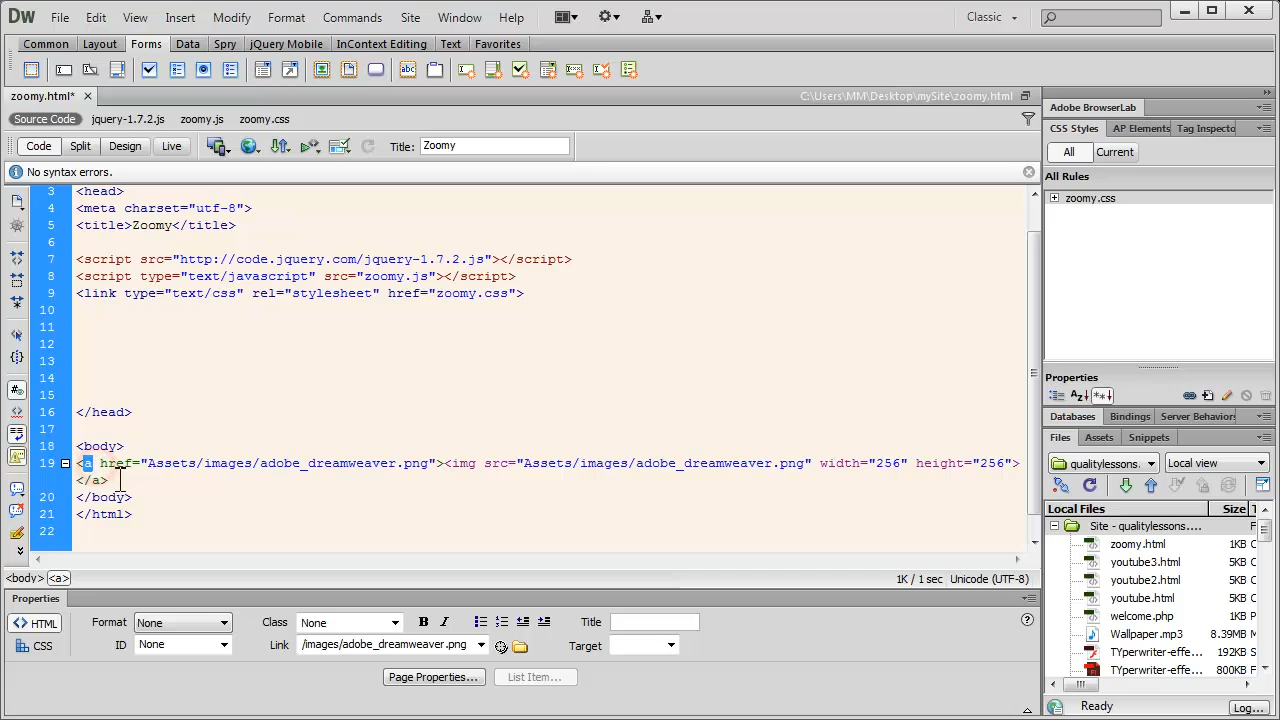 Dw File Edit View Insert Modify Format Commands Site Window Help Classic
Common Layout Forms Data Spry jQuery Mobile InContext Editing Text Favorites
zoomy.html* C:\Users\MM\Desktop\mySite\zoomy.html
Source Code jquery-1.7.2.js zoomy.js zoomy.css
Code Split Design Live Title: Zoomy
No syntax errors.
3 <head>
4 <meta charset="utf-8">
5 <title>Zoomy</title>
6
7 <script src="http://code.jquery.com/jquery-1.7.2.js"></script>
8 <script type="text/javascript" src="zoomy.js"></script>
9 <link type="text/css" rel="stylesheet" href="zoomy.css">
10
11
12
13
14
15
16 </head>
17
18 <body>
19 <a href="Assets/images/adobe_dreamweaver.png"><img src="Assets/images/adobe_dreamweaver.png" width="256" height="256">
</a>
20 </body>
21 </html>
22
<body> <a> 1K / 1 sec Unicode (UTF-8)
Properties
<> HTML Format None Class None B I Title
CSS ID None Link /images/adobe_dreamweaver.png Target
Page Properties... List Item...
Adobe BrowserLab
CSS Styles AP Elements Tag Inspecto
All Current
All Rules
zoomy.css
Properties
Databases Bindings Server Behaviors
Files Assets Snippets
qualitylessons.... Local view
Local Files Size T
Site - qualitylessons.... F
zoomy.html 1KB C
youtube3.html 5KB C
youtube2.html 5KB C
youtube.html 5KB C
welcome.php 5KB C
Wallpaper.mp3 8.39MB M
TYperwriter-effe... 192KB S
TYperwriter-effe... 800KB A
Ready Log...